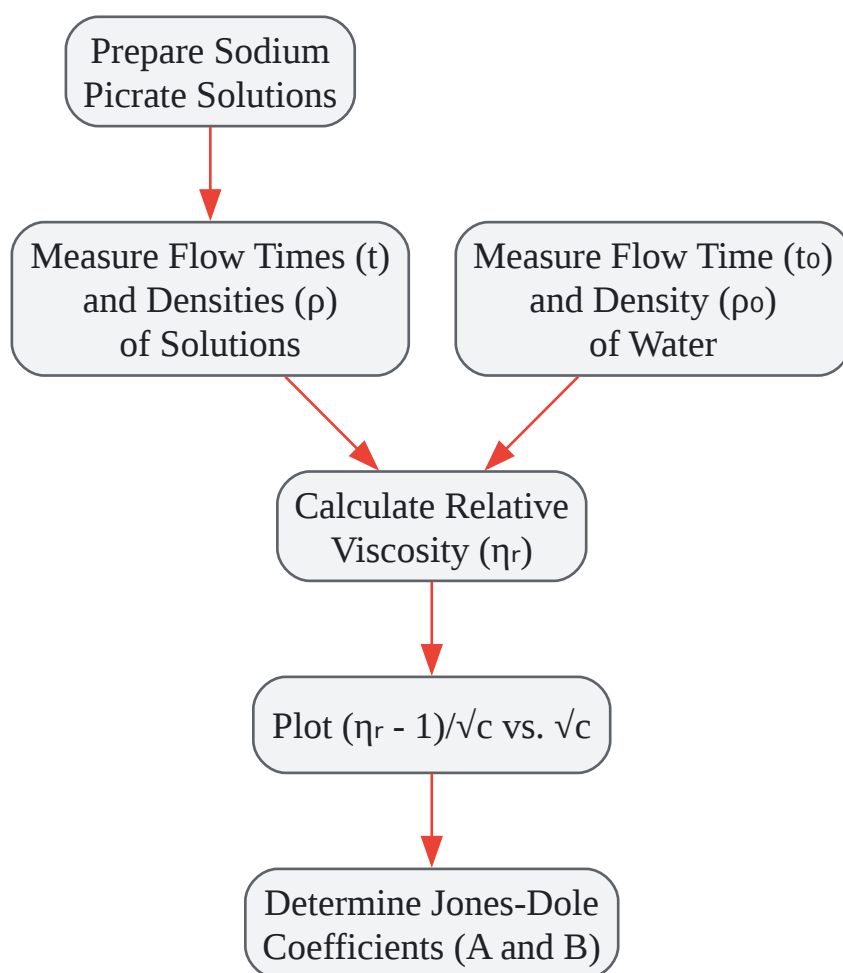 Prepare Sodium
Picrate Solutions
Measure Flow Times (t)
and Densities (ρ)
of Solutions
Measure Flow Time (t₀)
and Density (ρ₀)
of Water
Calculate Relative
Viscosity (ηᵣ)
Plot (ηᵣ - 1)/√c vs. √c
Determine Jones-Dole
Coefficients (A and B)